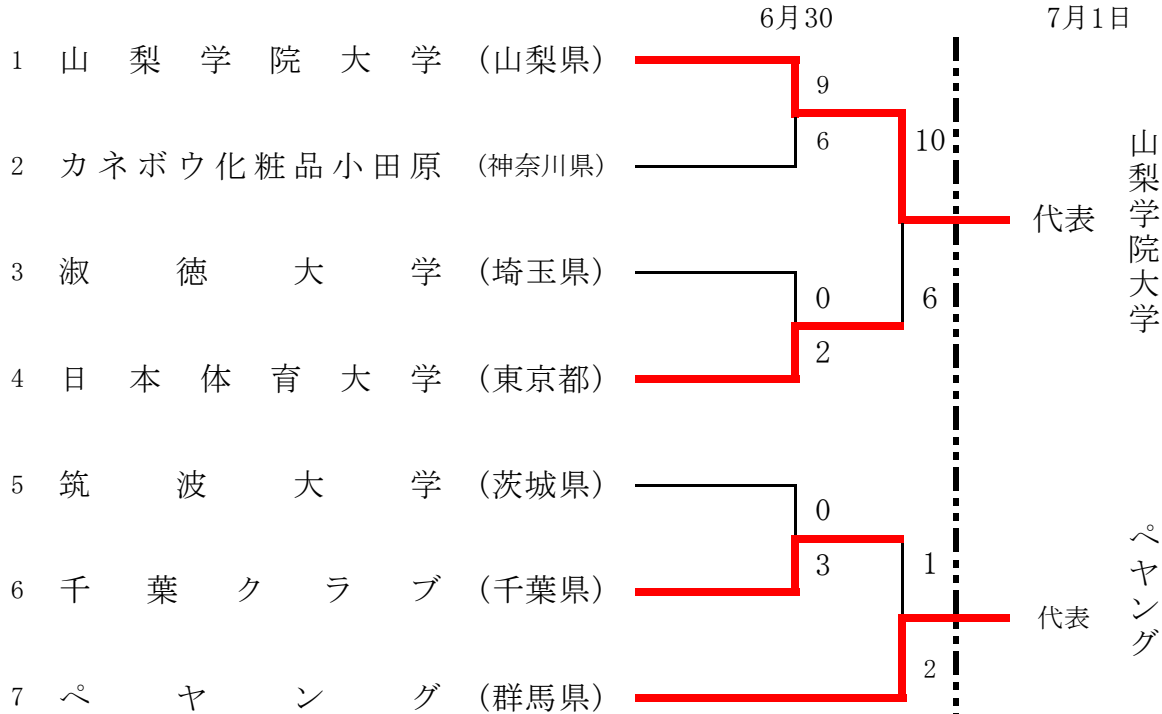 6月30 7月1日
1 山梨学院大学 (山梨県)
9
6
2 カネボウ化粧品小田原 (神奈川県)
10
代表 山梨学院大学
3 淑徳大学 (埼玉県)
0
6
2
4 日本体育大学 (東京都)
5 筑波大学 (茨城県)
0
3
6 千葉クラブ (千葉県)
1
代表 ペヤング
2
7 ペヤング (群馬県)